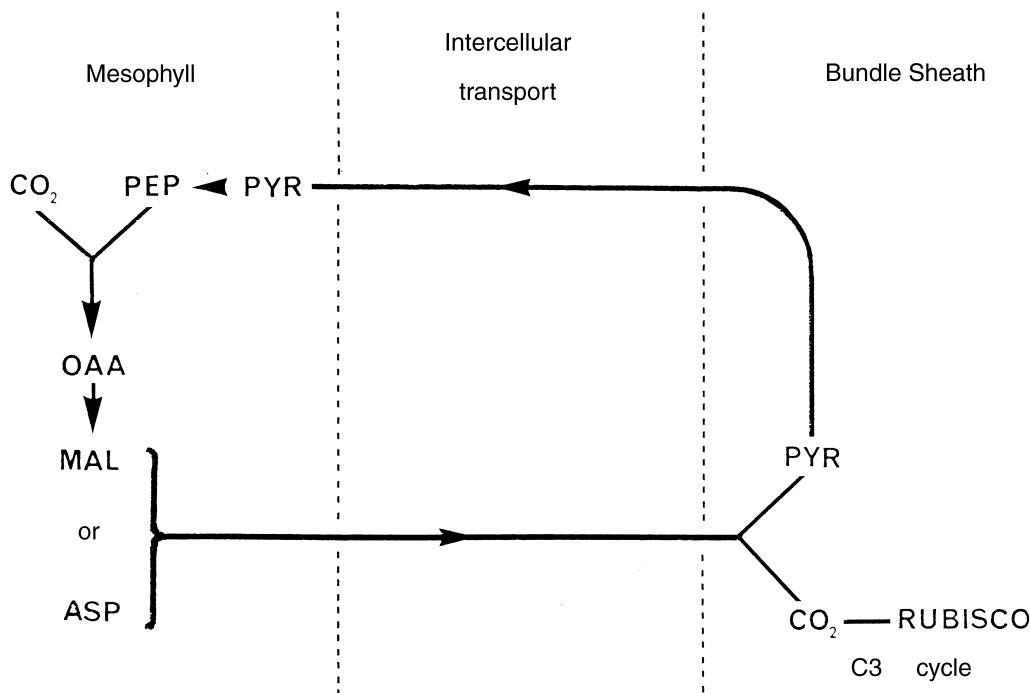 Mesophyll
Intercellular
transport
Bundle Sheath
CO₂
PEP
PYR
OAA
MAL
or
ASP
PYR
CO₂
RUBISCO
C3 cycle